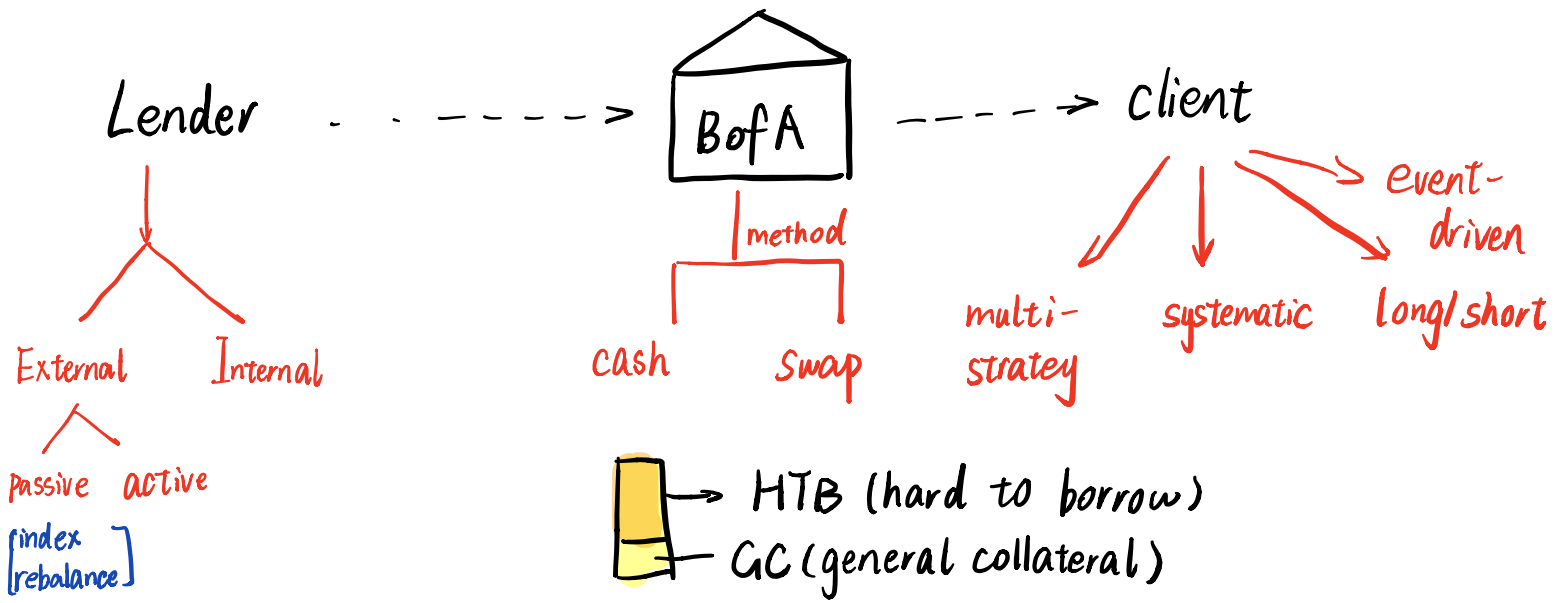 Lender
BofA
client
method
External
Internal
cash
swap
multi-
stratey
systematic
long/short
event-
driven
passive
active
index
rebalance
HTB (hard to borrow)
GC (general collateral)